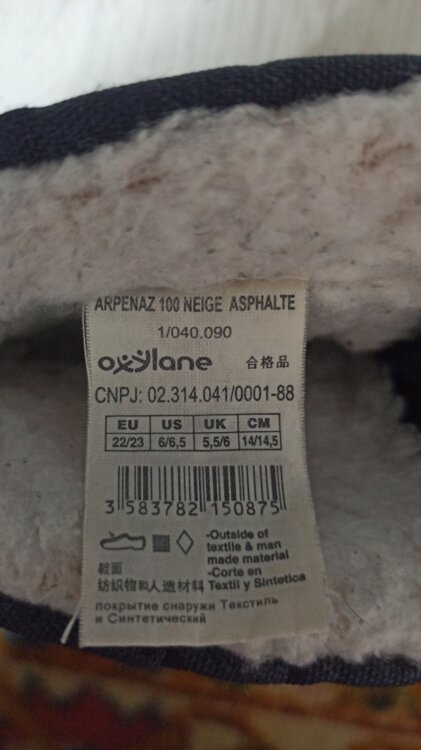 ARPENAZ 100 NEIGE ASPHALTE
1/040.090
oxylane 合格品
CNPJ: 02.314.041/0001-88
EU US UK CM
22/23 6/6,5 5,5/6 14/14,5
3 583782 150875
-Outside of
textile & man
made material
-Corte en
Textil y Sintetica
鞋面
纺织物和人造材料
покрытие снаружи Текстиль
и Синтетический